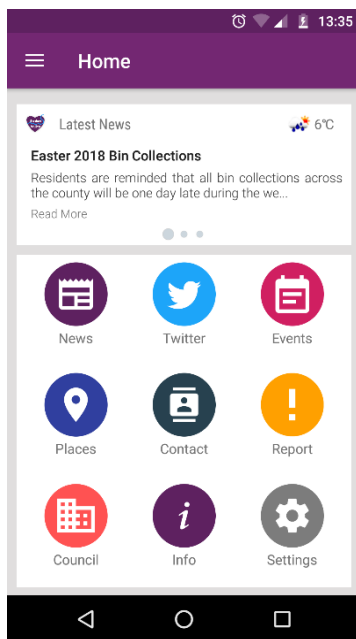 13:35
Home
Latest News
6°C
Easter 2018 Bin Collections
Residents are reminded that all bin collections across
the county will be one day late during the we...
Read More
News
Twitter
Events
Places
Contact
Report
Council
Info
Settings